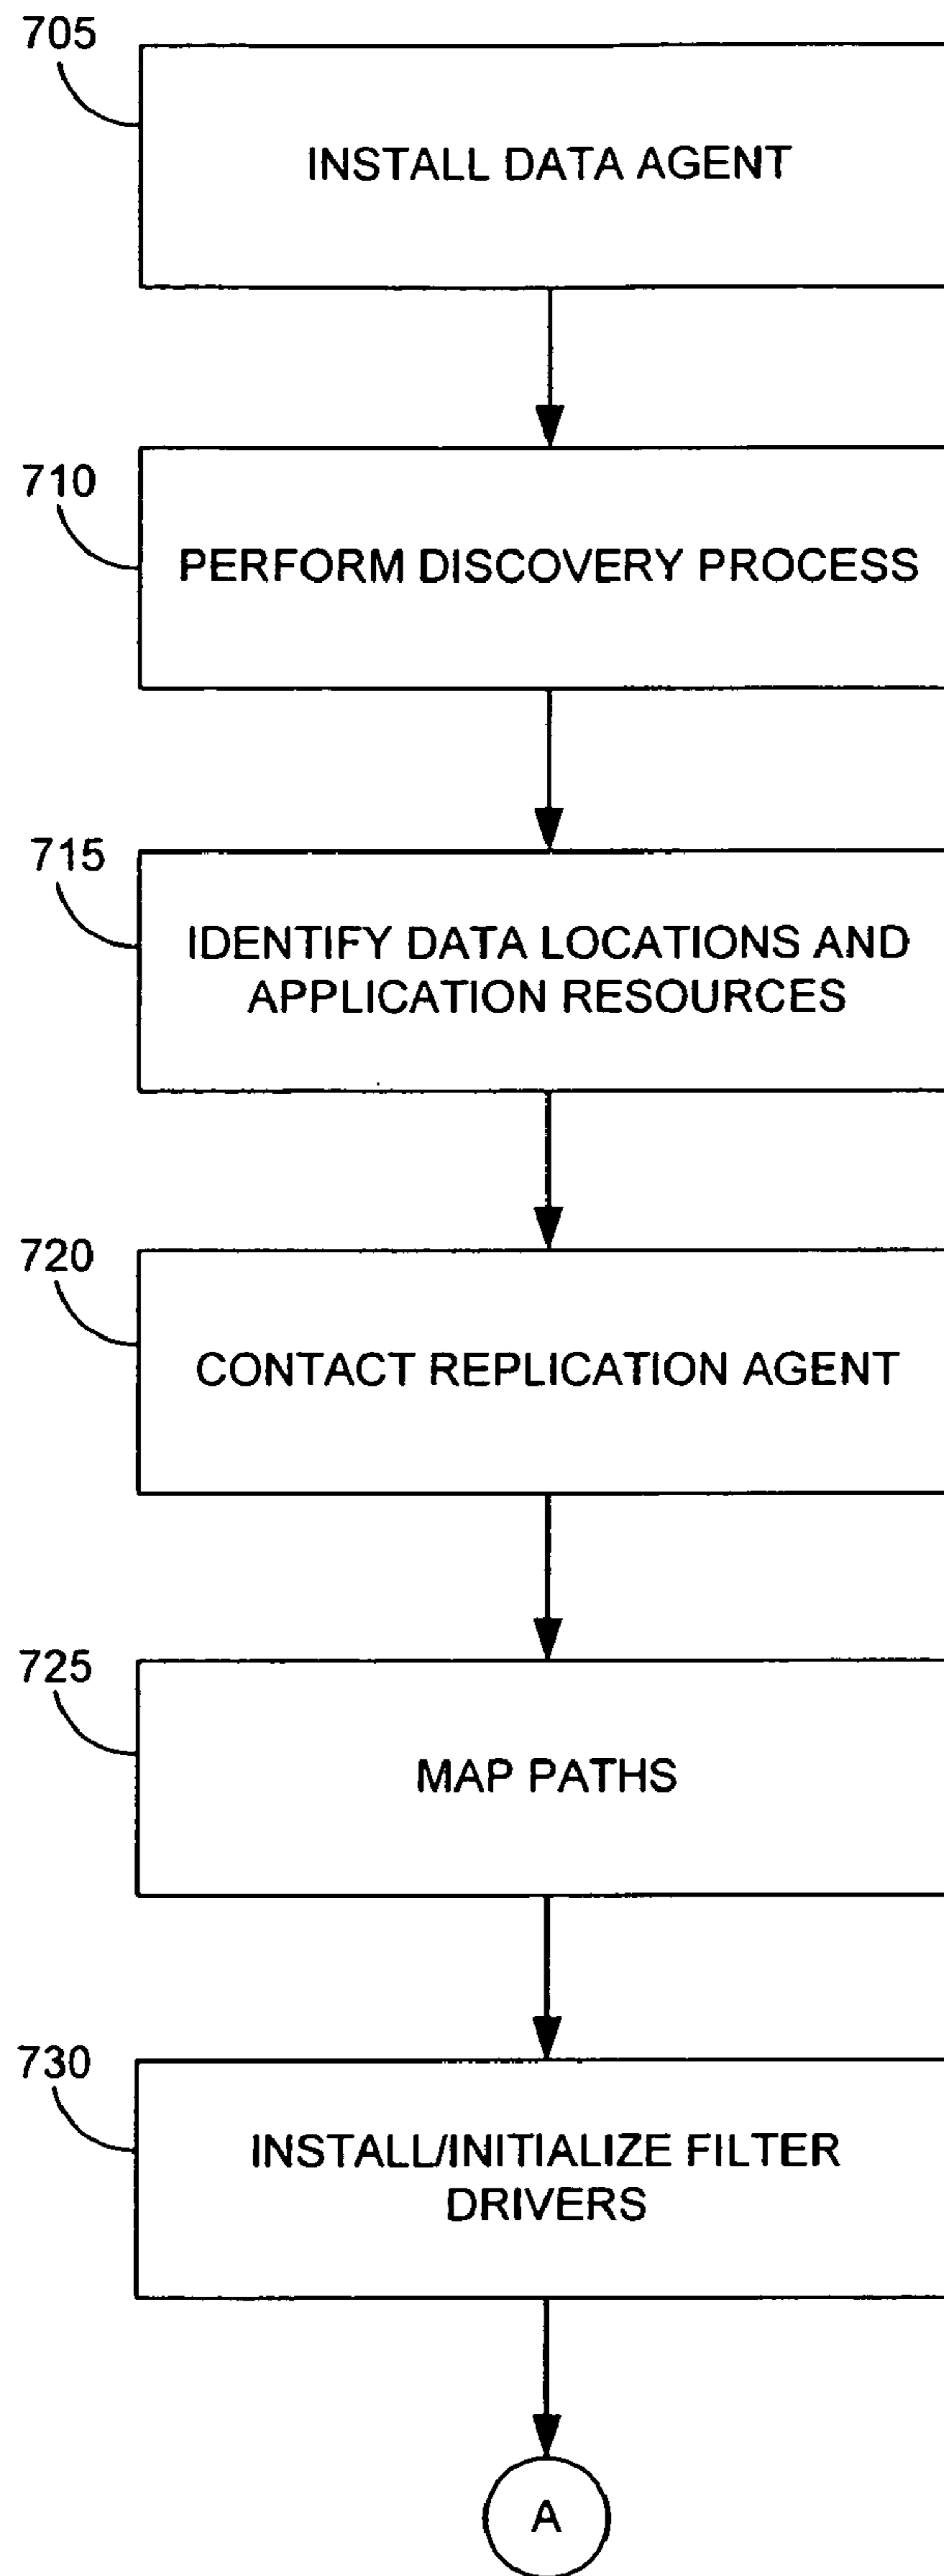 705
INSTALL DATA AGENT
710
PERFORM DISCOVERY PROCESS
715
IDENTIFY DATA LOCATIONS AND
APPLICATION RESOURCES
720
CONTACT REPLICATION AGENT
725
MAP PATHS
730
INSTALL/INITIALIZE FILTER
DRIVERS
A